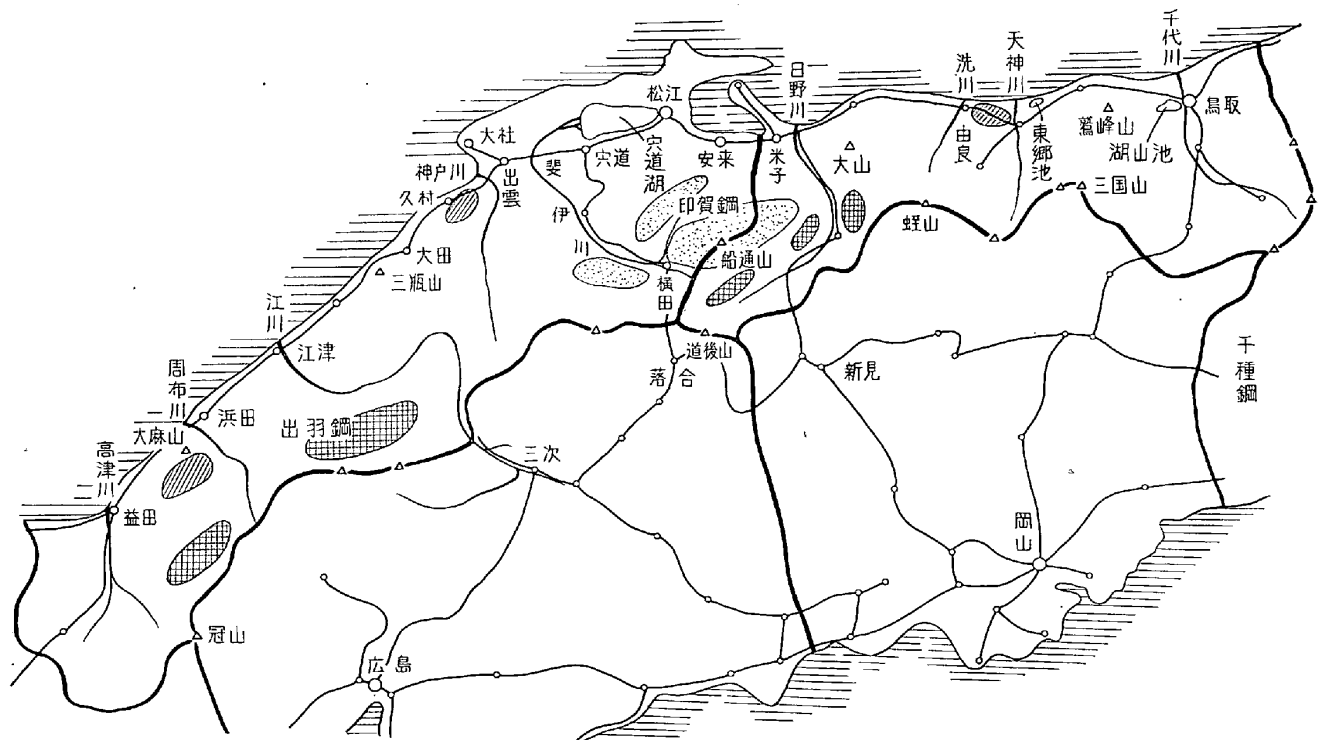 千代川
天神川
洗川
日野川
松江
鳥取
鷲峰山
湖山池
東郷池
由良
大山
米子
安来
宍道湖
宍道
大社
出雲
神戸川
久村
斐伊川
印賀鋼
三国山
蛭山
船通山
横田
大田
三瓶山
江川
江津
道後山
落合
新見
千種鋼
周布川
浜田
大麻山
出羽鋼
三次
高津川
益田
岡山
冠山
広島